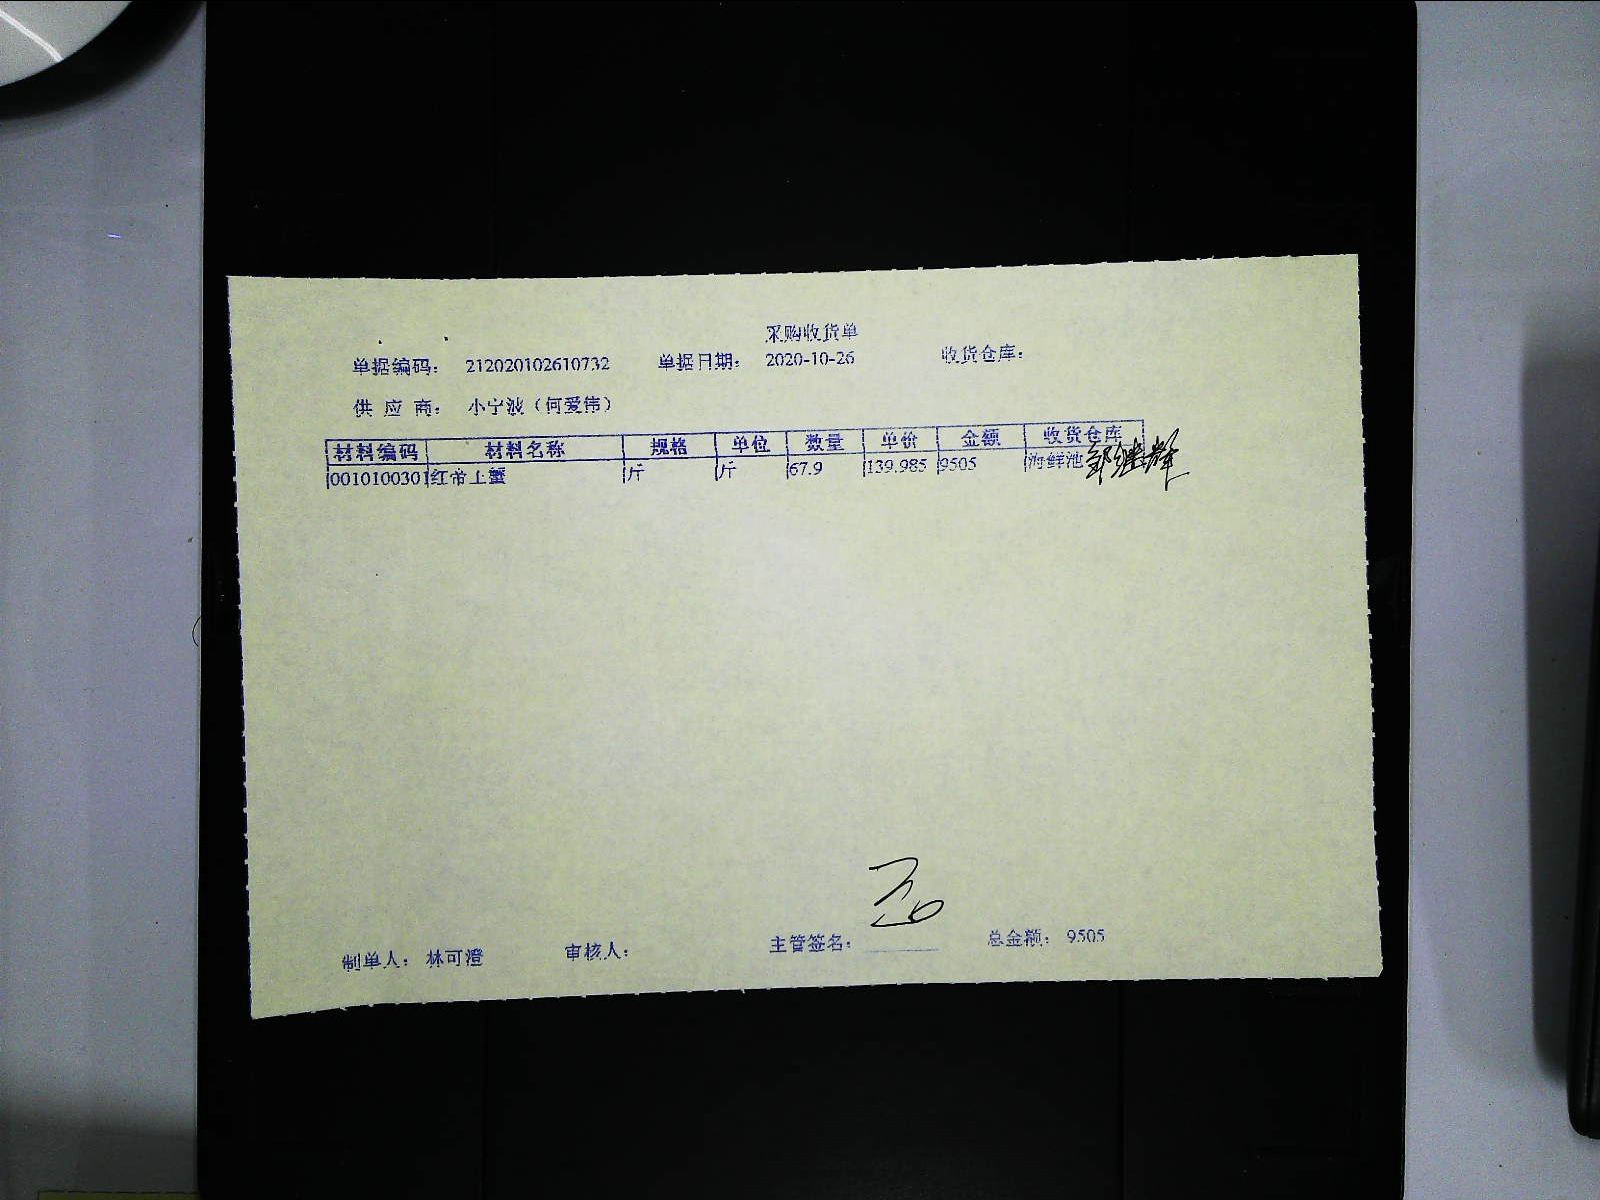 采购收货单
单据编码： 212020102610732 单据日期： 2020-10-26 收货仓库：
供 应 商： 小宁波（何爱伟）
材料编码 材料名称 规格 单位 数量 单价 金额 收货仓库
0010100301 红帝王蟹 斤 斤 67.9 139.985 9505 海鲜池
制单人： 林可澄 审核人： 主管签名： 总金额： 9505